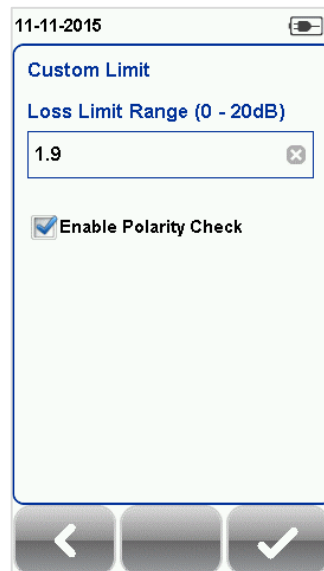 11-11-2015
Custom Limit
Loss Limit Range (0 - 20dB)
1.9
Enable Polarity Check